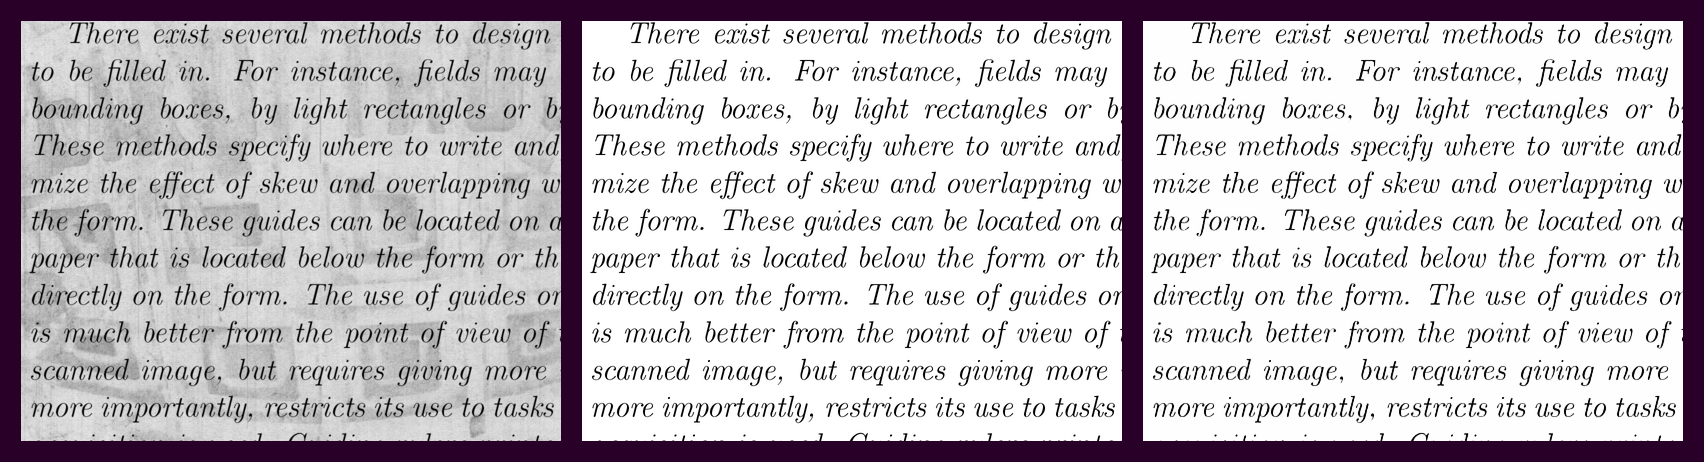 There exist several methods to design
to be filled in. For instance, fields may
bounding boxes, by light rectangles or by
These methods specify where to write and
mize the effect of skew and overlapping w
the form. These guides can be located on a
paper that is located below the form or th
directly on the form. The use of guides or
is much better from the point of view of
scanned image, but requires giving more
more importantly, restricts its use to tasks
There exist several methods to design
to be filled in. For instance, fields may
bounding boxes, by light rectangles or by
These methods specify where to write and
mize the effect of skew and overlapping w
the form. These guides can be located on a
paper that is located below the form or th
directly on the form. The use of guides or
is much better from the point of view of
scanned image, but requires giving more
more importantly, restricts its use to tasks
There exist several methods to design
to be filled in. For instance, fields may
bounding boxes, by light rectangles or by
These methods specify where to write and
mize the effect of skew and overlapping w
the form. These guides can be located on a
paper that is located below the form or th
directly on the form. The use of guides or
is much better from the point of view of
scanned image, but requires giving more
more importantly, restricts its use to tasks